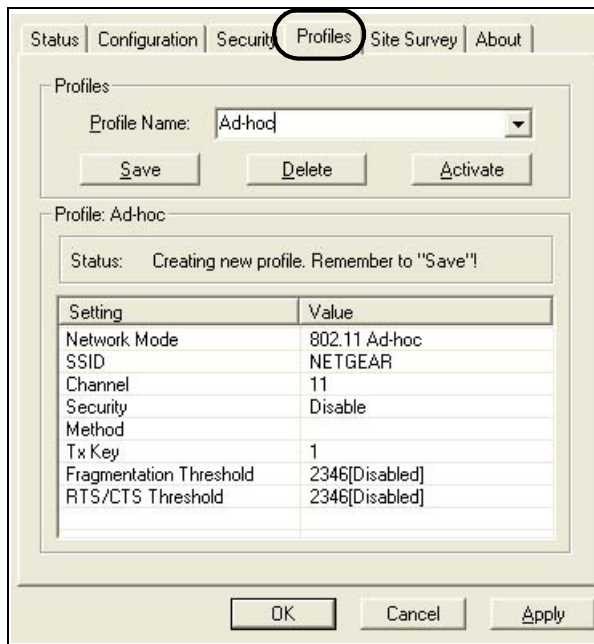 Status Configuration Security Profiles Site Survey About
Profiles
Profile Name: Ad-hoc
Save Delete Activate
Profile: Ad-hoc
Status: Creating new profile. Remember to "Save"!
Setting Value
Network Mode 802.11 Ad-hoc
SSID NETGEAR
Channel 11
Security Disable
Method
Tx Key 1
Fragmentation Threshold 2346[Disabled]
RTS/CTS Threshold 2346[Disabled]
OK Cancel Apply